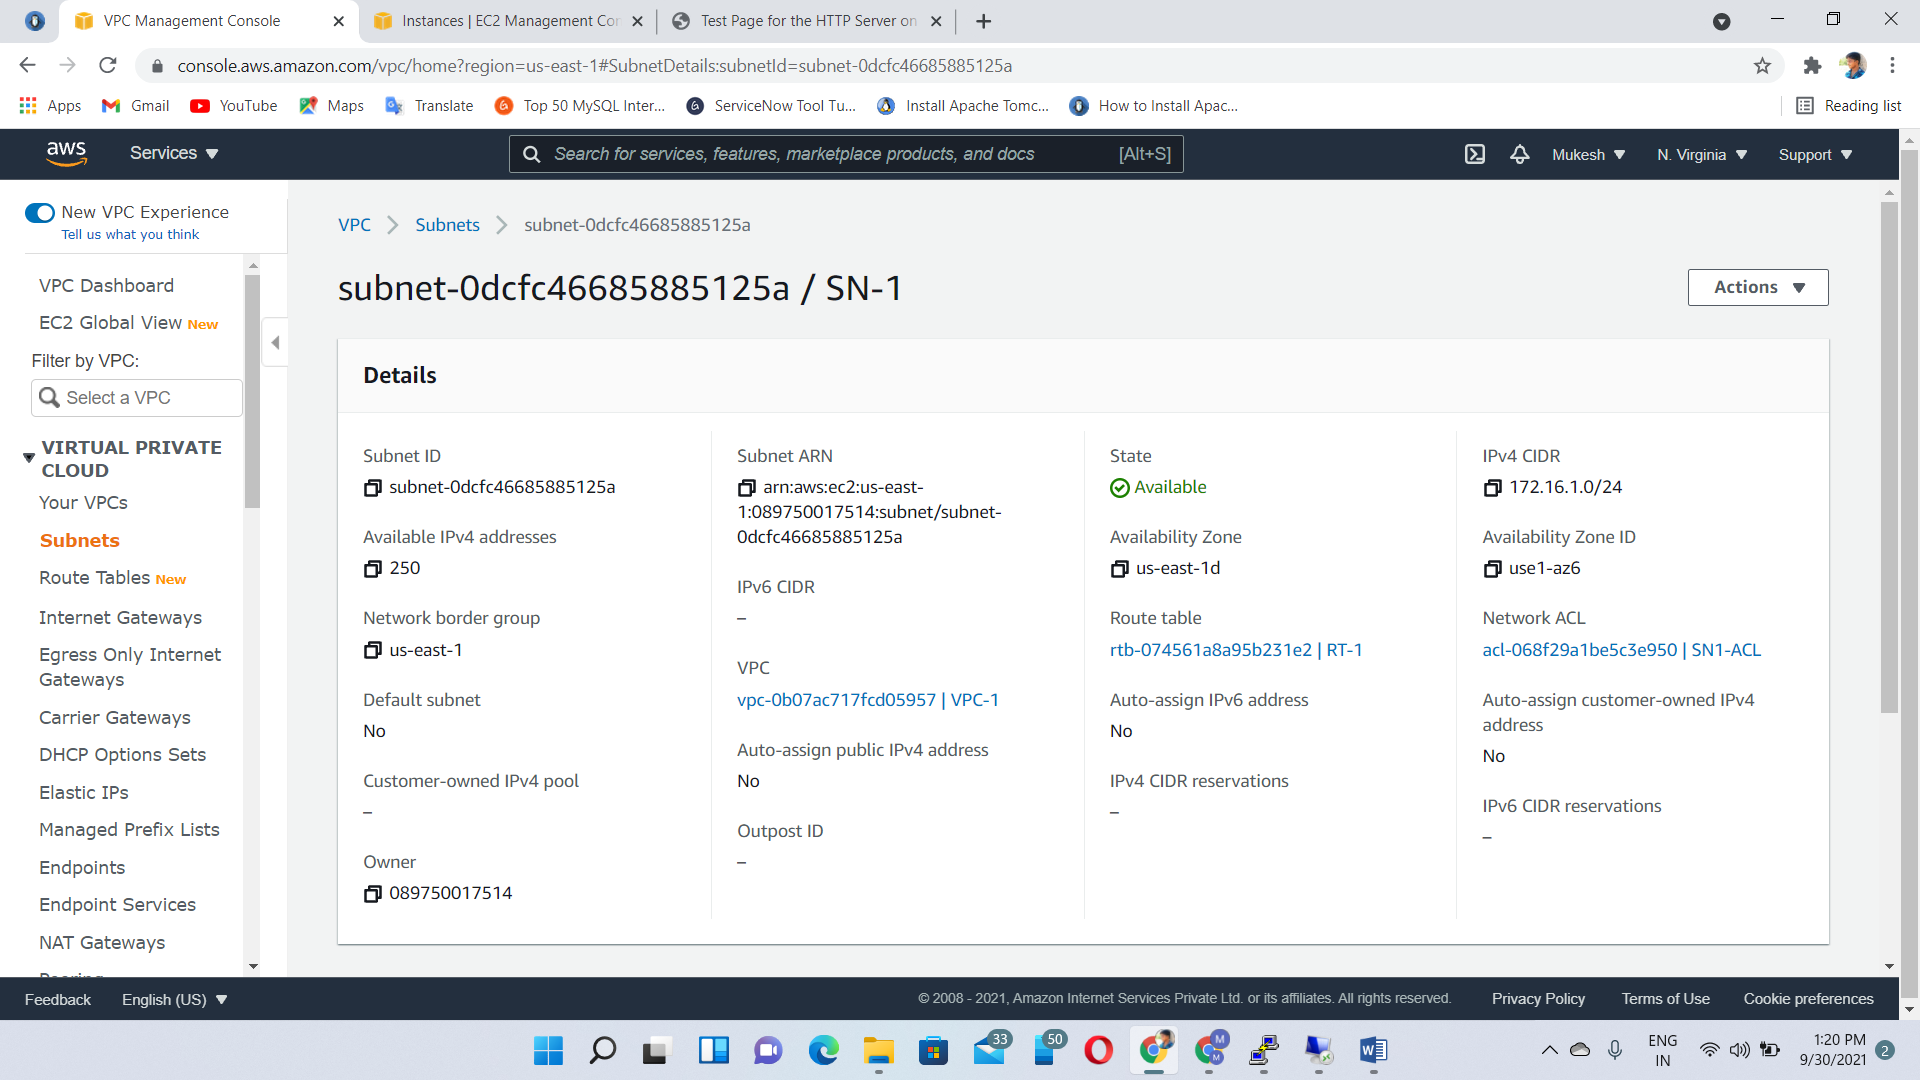 VPC Management Console
Instances | EC2 Management Con
Test Page for the HTTP Server on
console.aws.amazon.com/vpc/home?region=us-east-1#SubnetDetails:subnetId=subnet-0dcfc46685885125a
Apps
Gmail
YouTube
Maps
Translate
Top 50 MySQL Inter...
ServiceNow Tool Tu...
Install Apache Tomc...
How to Install Apac...
Reading list
aws
Services
Search for services, features, marketplace products, and docs
[Alt+S]
Mukesh
N. Virginia
Support
New VPC Experience
Tell us what you think
VPC Dashboard
EC2 Global View New
Filter by VPC:
Select a VPC
VIRTUAL PRIVATE
CLOUD
Your VPCs
Subnets
Route Tables New
Internet Gateways
Egress Only Internet
Gateways
Carrier Gateways
DHCP Options Sets
Elastic IPs
Managed Prefix Lists
Endpoints
Endpoint Services
NAT Gateways
Peering
VPC
Subnets
subnet-0dcfc46685885125a
subnet-0dcfc46685885125a / SN-1
Actions
Details
Subnet ID
subnet-0dcfc46685885125a
Available IPv4 addresses
250
Network border group
us-east-1
Default subnet
No
Customer-owned IPv4 pool
–
Owner
089750017514
Subnet ARN
arn:aws:ec2:us-east-
1:089750017514:subnet/subnet-
0dcfc46685885125a
IPv6 CIDR
–
VPC
vpc-0b07ac717fcd05957 | VPC-1
Auto-assign public IPv4 address
No
Outpost ID
–
State
Available
Availability Zone
us-east-1d
Route table
rtb-074561a8a95b231e2 | RT-1
Auto-assign IPv6 address
No
IPv4 CIDR reservations
–
IPv4 CIDR
172.16.1.0/24
Availability Zone ID
use1-az6
Network ACL
acl-068f29a1be5c3e950 | SN1-ACL
Auto-assign customer-owned IPv4
address
No
IPv6 CIDR reservations
–
Feedback
English (US)
© 2008 - 2021, Amazon Internet Services Private Ltd. or its affiliates. All rights reserved.
Privacy Policy
Terms of Use
Cookie preferences
33
50
M
M
ENG
IN
1:20 PM
9/30/2021
2